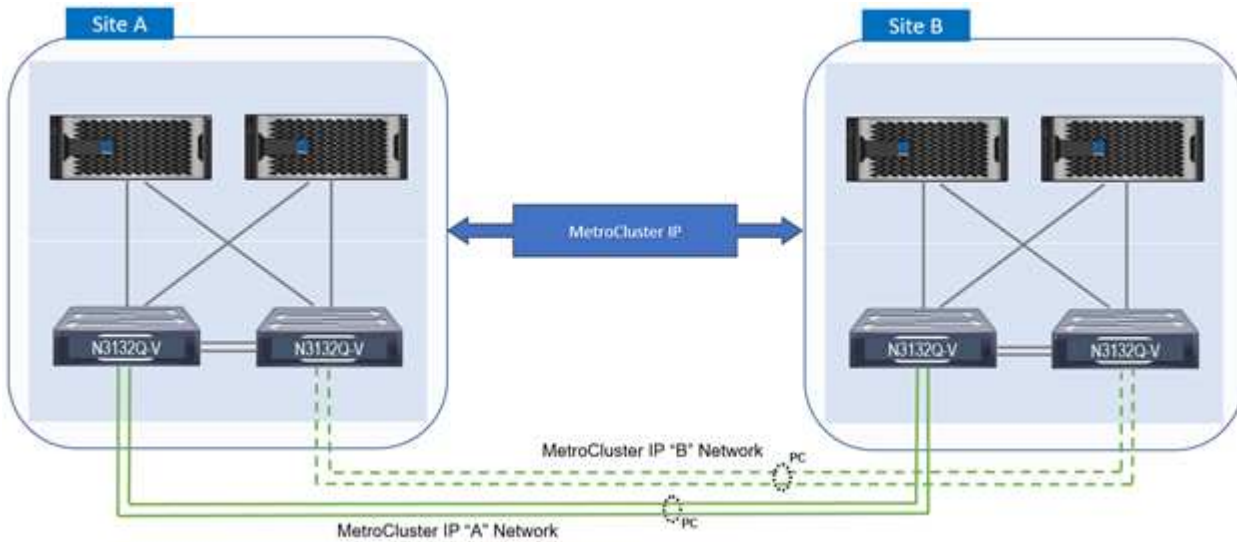 Site A
Site B
MetroCluster IP
N3132Q-V
N3132Q-V
N3132Q-V
N3132Q-V
MetroCluster IP "B" Network
PC
PC
MetroCluster IP "A" Network